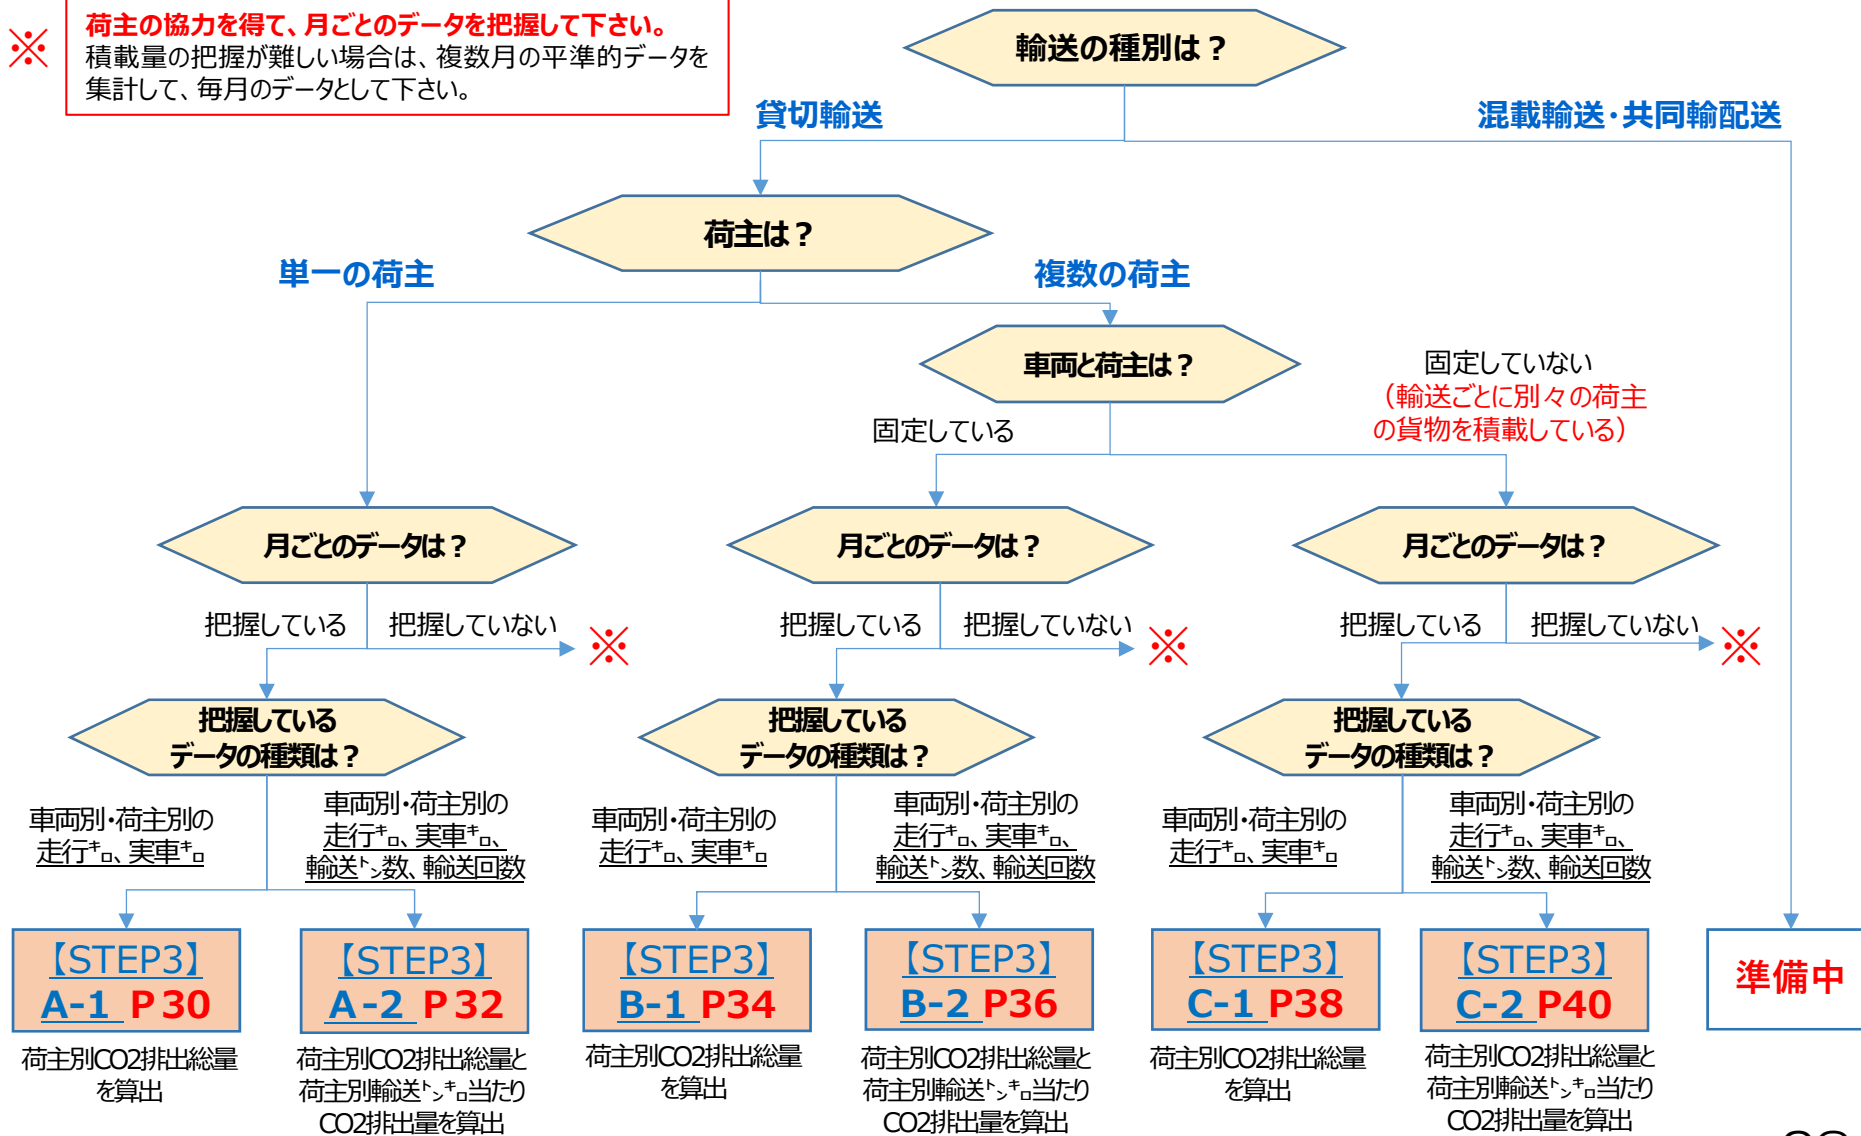 ※
荷主の協力を得て、月ごとのデータを把握して下さい。
積載量の把握が難しい場合は、複数月の平準的データを
集計して、毎月のデータとして下さい。
輸送の種別は？
貸切輸送
混載輸送・共同輸配送
荷主は？
単一の荷主
複数の荷主
車両と荷主は？
固定している
固定していない
（輸送ごとに別々の荷主
の貨物を積載している）
月ごとのデータは？
月ごとのデータは？
月ごとのデータは？
把握している
把握していない
※
把握している
把握していない
※
把握している
把握していない
※
把握している
データの種類は？
把握している
データの種類は？
把握している
データの種類は？
車両別・荷主別の
走行ｷﾛ、実車ｷﾛ
車両別・荷主別の
走行ｷﾛ、実車ｷﾛ、
輸送ﾄﾝ数、輸送回数
車両別・荷主別の
走行ｷﾛ、実車ｷﾛ
車両別・荷主別の
走行ｷﾛ、実車ｷﾛ、
輸送ﾄﾝ数、輸送回数
車両別・荷主別の
走行ｷﾛ、実車ｷﾛ
車両別・荷主別の
走行ｷﾛ、実車ｷﾛ、
輸送ﾄﾝ数、輸送回数
【STEP3】
A-1 P30
【STEP3】
A-2 P32
【STEP3】
B-1 P34
【STEP3】
B-2 P36
【STEP3】
C-1 P38
【STEP3】
C-2 P40
準備中
荷主別CO2排出総量
を算出
荷主別CO2排出総量と
荷主別輸送ﾄﾝｷﾛ当たり
CO2排出量を算出
荷主別CO2排出総量
を算出
荷主別CO2排出総量と
荷主別輸送ﾄﾝｷﾛ当たり
CO2排出量を算出
荷主別CO2排出総量
を算出
荷主別CO2排出総量と
荷主別輸送ﾄﾝｷﾛ当たり
CO2排出量を算出